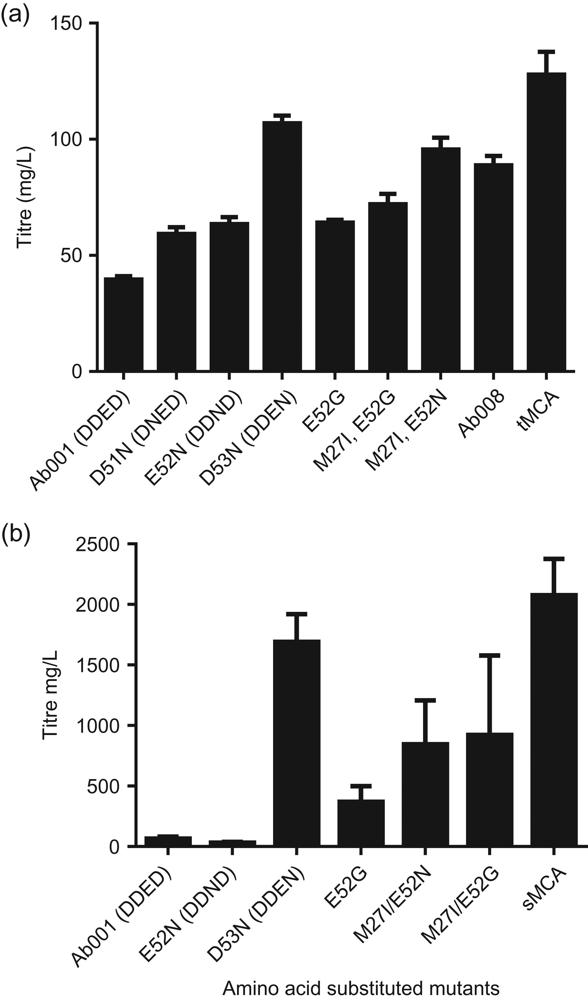 (a)
150
100
50
0
Titre (mg/L)
Ab001 (DDED)
D51N (DNED)
E52N (DDND)
D53N (DDEN)
E52G
M27I, E52G
M27I, E52N
Ab008
tMCA
(b)
2500
2000
1500
1000
500
0
Titre mg/L
Ab001 (DDED)
E52N (DDND)
D53N (DDEN)
E52G
M27I/E52N
M27I/E52G
sMCA
Amino acid substituted mutants